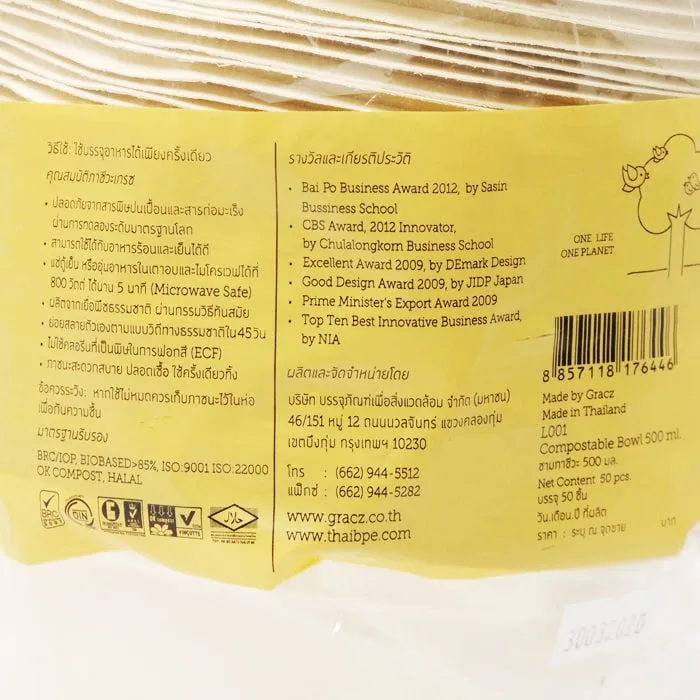 วิธีใช้: ใช้บรรจุอาหารได้เพียงครั้งเดียว
คุณสมบัติภาชีวะเกรซ
• ปลอดภัยจากสารพิษปนเปื้อนและสารก่อมะเร็ง
ผ่านการทดลองระดับมาตรฐานโลก
• สามารถใช้ได้กับอาหารร้อนและเย็นได้ดี
• แช่ตู้เย็น หรืออุ่นอาหารในเตาอบและไมโครเวฟได้ที่
800 วัตต์ ได้นาน 5 นาที (Microwave Safe)
• ผลิตจากเยื่อพืชธรรมชาติ ผ่านกรรมวิธีทันสมัย
• ย่อยสลายตัวเองตามแบบวิถีทางธรรมชาติใน 45 วัน
• ไม่ใช้คลอรีนที่เป็นพิษในการฟอกสี (ECF)
• ภาชนะสะดวกสบาย ปลอดเชื้อ ใช้ครั้งเดียวทิ้ง
ข้อควรระวัง: หากใช้ไม่หมดควรเก็บภาชนะไว้ในห่อ
เพื่อกันความชื้น
มาตรฐานรับรอง
BRC/IOP, BIOBASED>85%, ISO:9001 ISO:22000
OK COMPOST, HALAL
BRC
DIN
VINÇOTTE
รางวัลและเกียรติประวัติ
• Bai Po Business Award 2012, by Sasin
Bussiness School
• CBS Award, 2012 Innovator,
by Chulalongkorn Business School
• Excellent Award 2009, by DEmark Design
• Good Design Award 2009, by JIDP Japan
• Prime Minister's Export Award 2009
• Top Ten Best Innovative Business Award,
by NIA
ผลิตและจัดจำหน่ายโดย
บริษัท บรรจุภัณฑ์เพื่อสิ่งแวดล้อม จำกัด (มหาชน)
46/151 หมู่ 12 ถนนนวลจันทร์ แขวงคลองกุ่ม
เขตบึงกุ่ม กรุงเทพฯ 10230
โทร : (662) 944-5512
แฟ็กซ์ : (662) 944-5282
www.gracz.co.th
www.thaibpe.com
ONE LIFE
ONE PLANET
8 857118 176446
Made by Gracz
Made in Thailand
L001
Compostable Bowl 500 ml.
ชามภาชีวะ 500 มล.
Net Content 50 pcs.
บรรจุ 50 ชิ้น
วัน.เดือน.ปี ที่ผลิต
ราคา : ระบุ ณ จุดขาย บาท
30032020